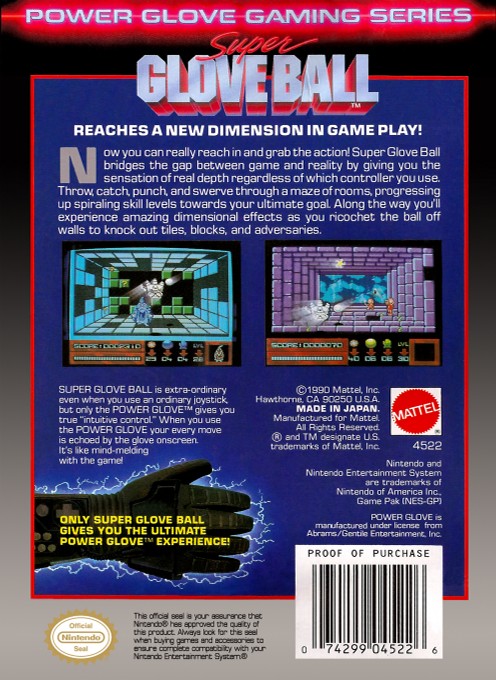 POWER GLOVE GAMING SERIES
Super
GLOVE BALL
TM
REACHES A NEW DIMENSION IN GAME PLAY!
Now you can really reach in and grab the action! Super Glove Ball
bridges the gap between game and reality by giving you the
sensation of real depth regardless of which controller you use.
Throw, catch, punch, and swerve through a maze of rooms, progressing
up spiraling skill levels towards your ultimate goal. Along the way you'll
experience amazing dimensional effects as you ricochet the ball off
walls to knock out tiles, blocks, and adversaries.
SUPER GLOVE BALL is extra-ordinary
even when you use an ordinary joystick,
but only the POWER GLOVE™ gives you
true "intuitive control." When you use
the POWER GLOVE your every move
is echoed by the glove onscreen.
It's like mind-melding
with the game!
ONLY SUPER GLOVE BALL
GIVES YOU THE ULTIMATE
POWER GLOVE™ EXPERIENCE!
©1990 Mattel, Inc.
Hawthorne, CA 90250 U.S.A.
MADE IN JAPAN.
Manufactured for Mattel.
All Rights Reserved.
® and TM designate U.S.
trademarks of Mattel, Inc.
MATTEL
®
4522
Nintendo and
Nintendo Entertainment System
are trademarks of
Nintendo of America Inc.,
Game Pak (NES-GP)
POWER GLOVE is
manufactured under license from
Abrams/Gentile Entertainment, Inc.
PROOF OF PURCHASE
0 74299 04522 6
Official
Nintendo
Seal
This official seal is your assurance that
Nintendo® has approved the quality of
this product. Always look for this seal
when buying games and accessories to
ensure complete compatibility with your
Nintendo Entertainment System®